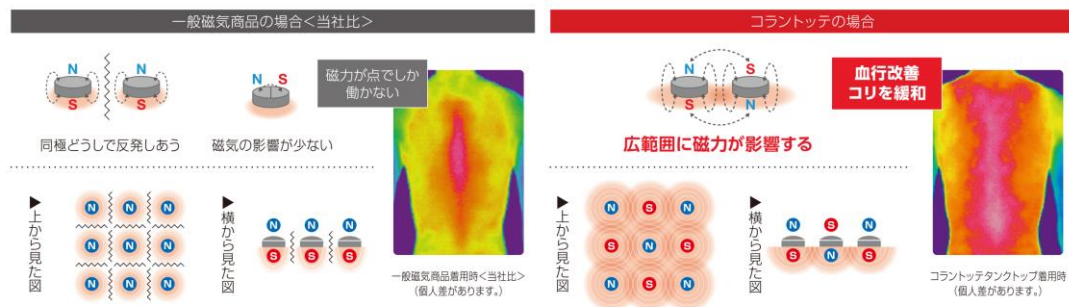 一般磁気商品の場合<当社比>
N
N
S
S
N
S
磁力が点でしか
働かない
同極どうしで反発しあう
磁気の影響が少ない
▶上から見た図
N N N
N N N
N N N
▶横から見た図
N N N
S S S
一般磁気商品着用時<当社比>
(個人差があります。)
コラントッテの場合
N
S
S
N
血行改善
コリを緩和
広範囲に磁力が影響する
▶上から見た図
N S N
S N S
N S N
▶横から見た図
N S N
S N S
コラントッテタンクトップ着用時
(個人差があります。)